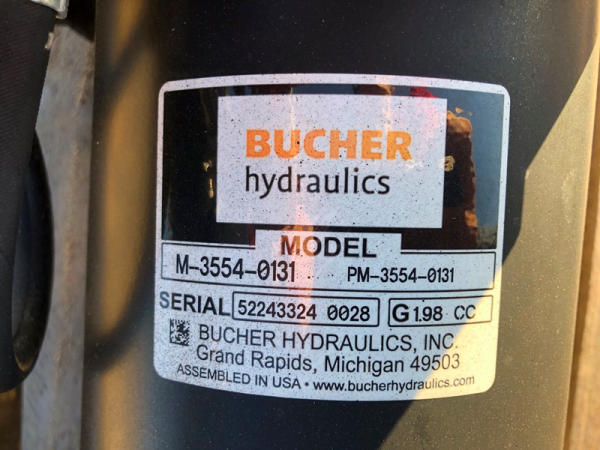 BUCHER
hydraulics
MODEL
M-3554-0131 PM-3554-0131
SERIAL 52243324 0028 G 1.98 CC
BUCHER HYDRAULICS, INC.
Grand Rapids, Michigan 49503
ASSEMBLED IN USA • www.bucherhydraulics.com